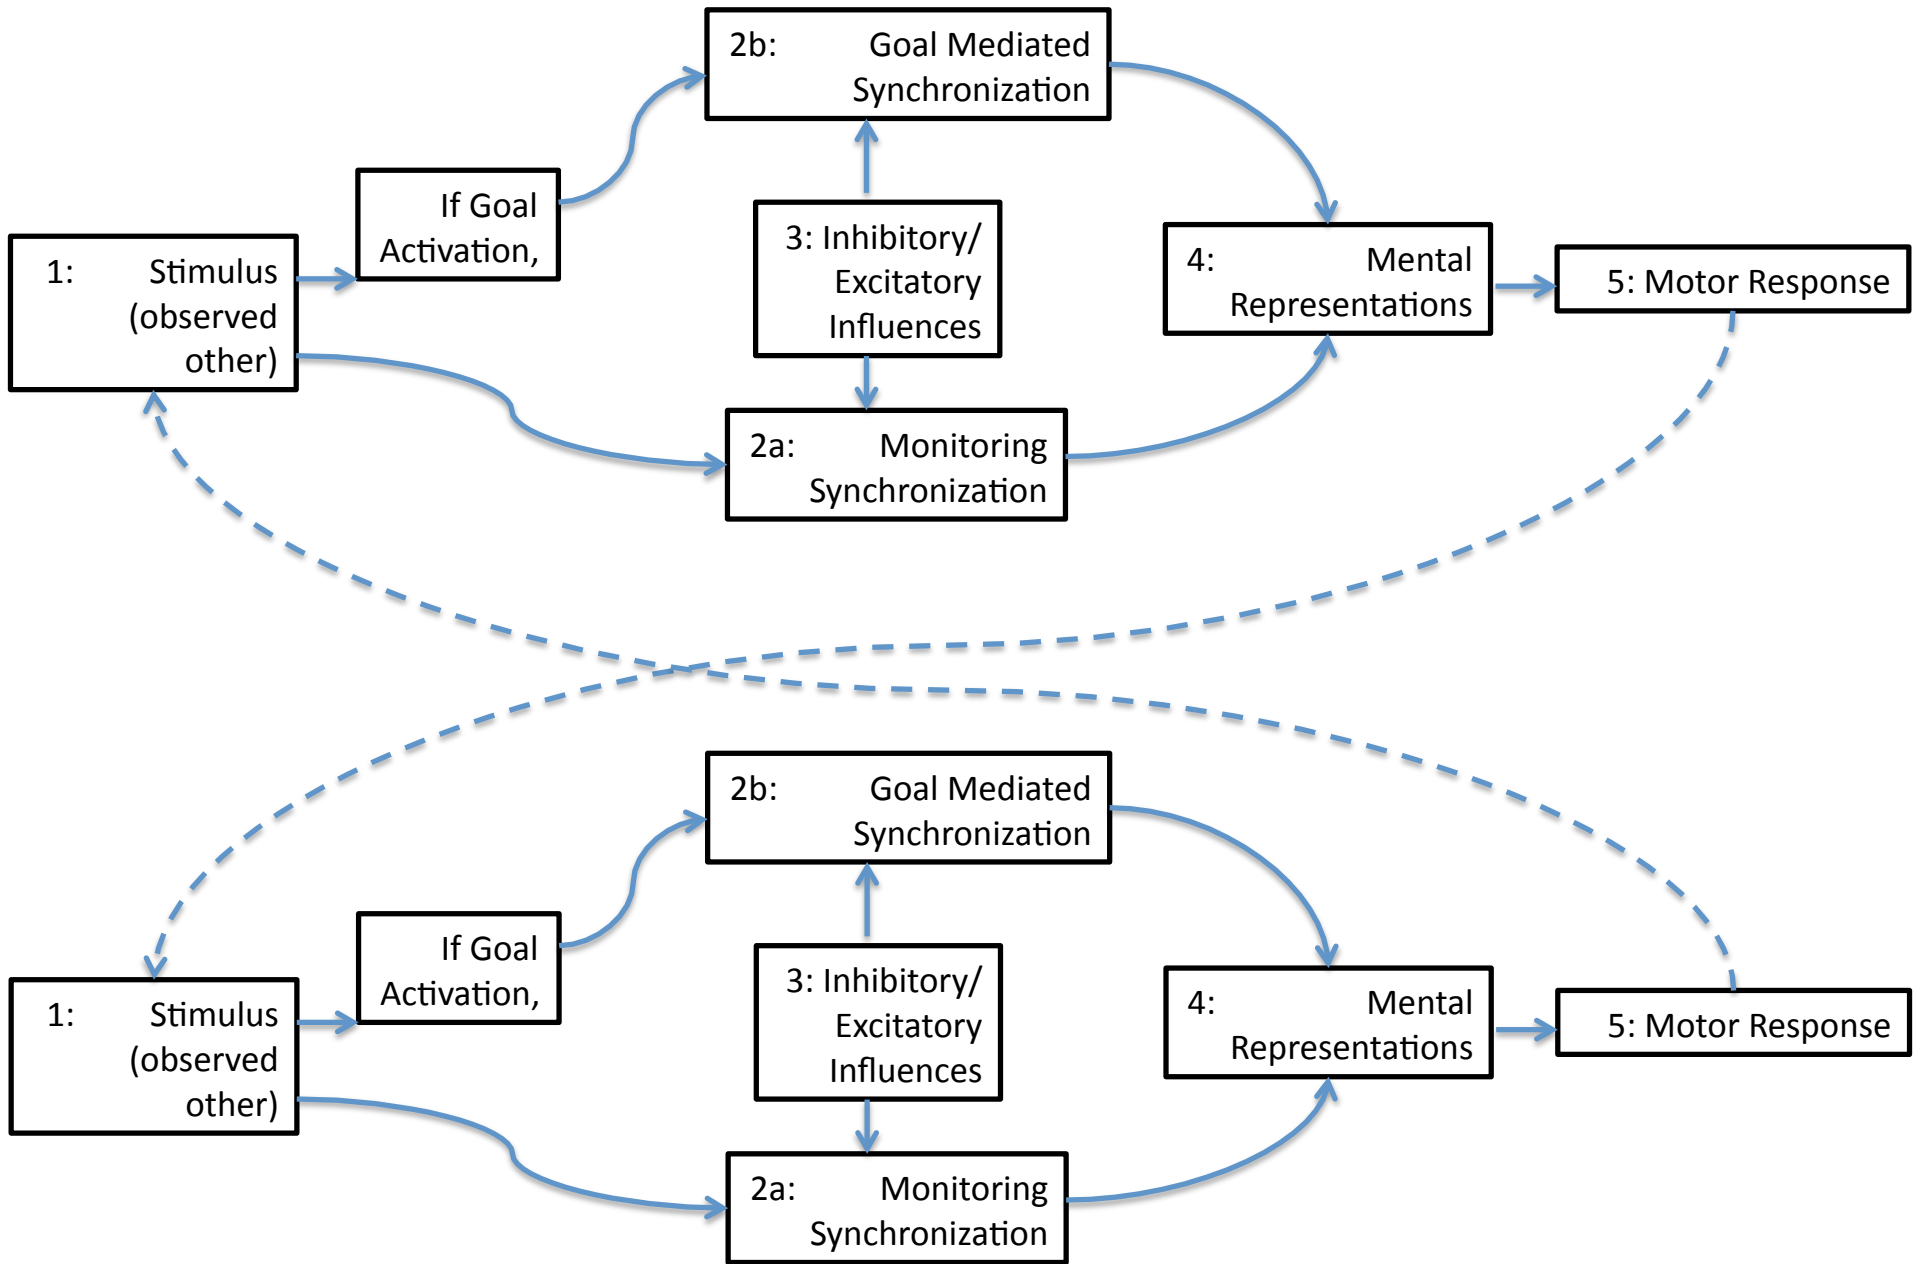 2b: Goal Mediated
Synchronization
If Goal
Activation,
1: Stimulus
(observed
other)
3: Inhibitory/
Excitatory
Influences
4: Mental
Representations
5: Motor Response
2a: Monitoring
Synchronization
2b: Goal Mediated
Synchronization
If Goal
Activation,
1: Stimulus
(observed
other)
3: Inhibitory/
Excitatory
Influences
4: Mental
Representations
5: Motor Response
2a: Monitoring
Synchronization